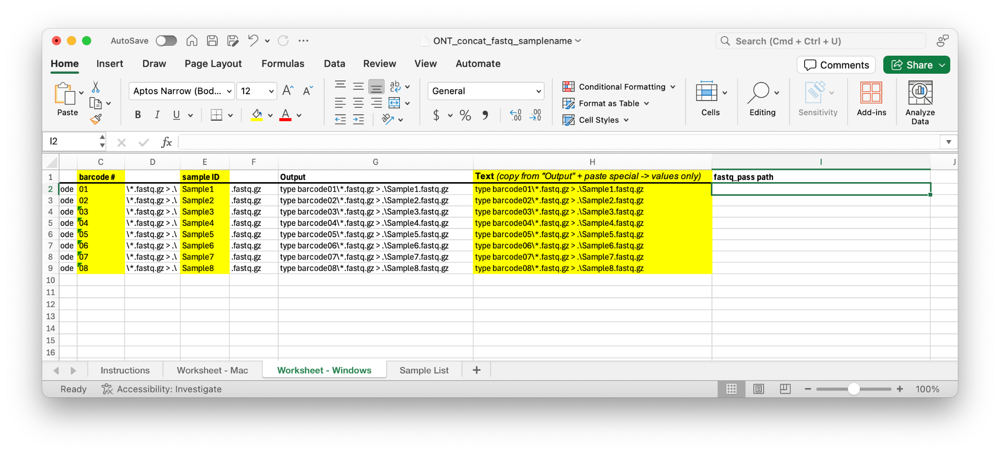 AutoSave
ONT_concat_fastq_samplename
Search (Cmd + Ctrl + U)
Home Insert Draw Page Layout Formulas Data Review View Automate
Comments Share
Paste
Aptos Narrow (Bod... 12
General
Conditional Formatting
Format as Table
Cell Styles
Cells
Editing
Sensitivity
Add-ins
Analyze Data
I2
fx
C D E F G H I J
1 barcode # sample ID Output Text (copy from "Output" + paste special -> values only) fastq_pass path
2 ode 01 \*.fastq.gz > .\ Sample1 .fastq.gz type barcode01\*.fastq.gz > .\Sample1.fastq.gz type barcode01\*.fastq.gz > .\Sample1.fastq.gz
3 ode 02 \*.fastq.gz > .\ Sample2 .fastq.gz type barcode02\*.fastq.gz > .\Sample2.fastq.gz type barcode02\*.fastq.gz > .\Sample2.fastq.gz
4 ode 03 \*.fastq.gz > .\ Sample3 .fastq.gz type barcode03\*.fastq.gz > .\Sample3.fastq.gz type barcode03\*.fastq.gz > .\Sample3.fastq.gz
5 ode 04 \*.fastq.gz > .\ Sample4 .fastq.gz type barcode04\*.fastq.gz > .\Sample4.fastq.gz type barcode04\*.fastq.gz > .\Sample4.fastq.gz
6 ode 05 \*.fastq.gz > .\ Sample5 .fastq.gz type barcode05\*.fastq.gz > .\Sample5.fastq.gz type barcode05\*.fastq.gz > .\Sample5.fastq.gz
7 ode 06 \*.fastq.gz > .\ Sample6 .fastq.gz type barcode06\*.fastq.gz > .\Sample6.fastq.gz type barcode06\*.fastq.gz > .\Sample6.fastq.gz
8 ode 07 \*.fastq.gz > .\ Sample7 .fastq.gz type barcode07\*.fastq.gz > .\Sample7.fastq.gz type barcode07\*.fastq.gz > .\Sample7.fastq.gz
9 ode 08 \*.fastq.gz > .\ Sample8 .fastq.gz type barcode08\*.fastq.gz > .\Sample8.fastq.gz type barcode08\*.fastq.gz > .\Sample8.fastq.gz
10
11
12
13
14
15
16
Instructions Worksheet - Mac Worksheet - Windows Sample List +
Ready Accessibility: Investigate 100%